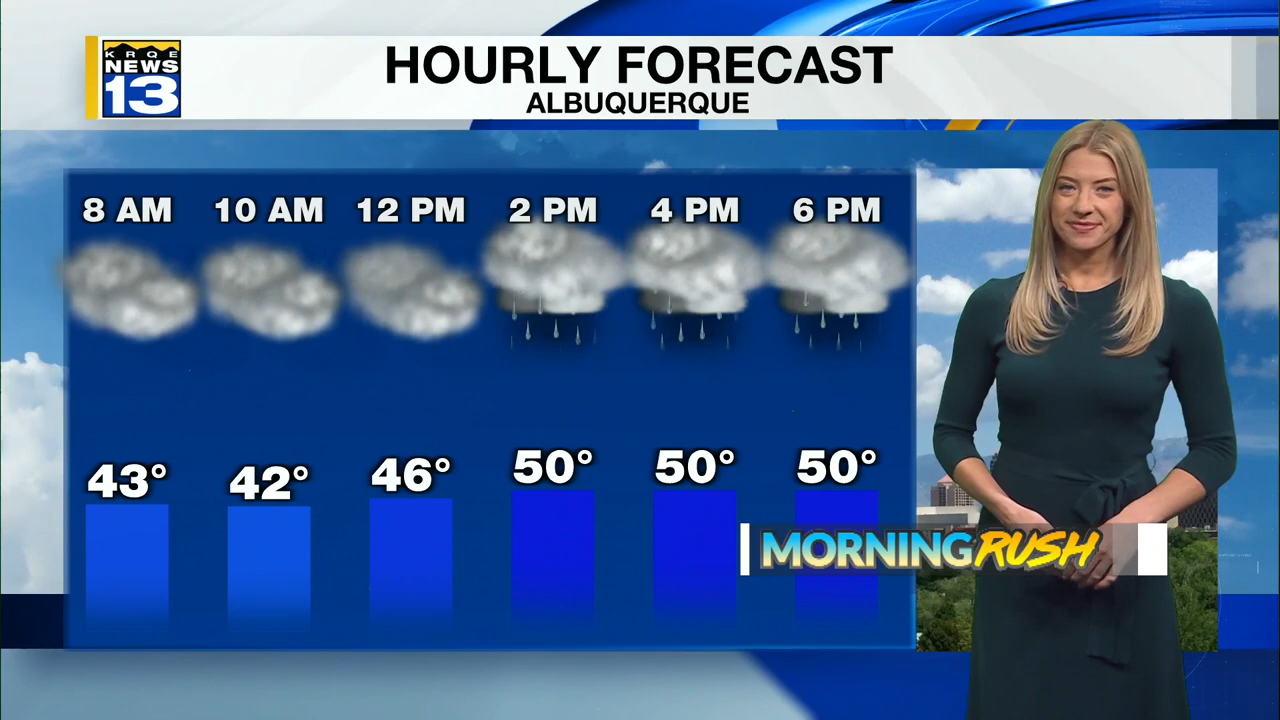 KRQE
NEWS
13
HOURLY FORECAST
ALBUQUERQUE
8 AM 10 AM 12 PM 2 PM 4 PM 6 PM
43° 42° 46° 50° 50° 50°
MORNING RUSH